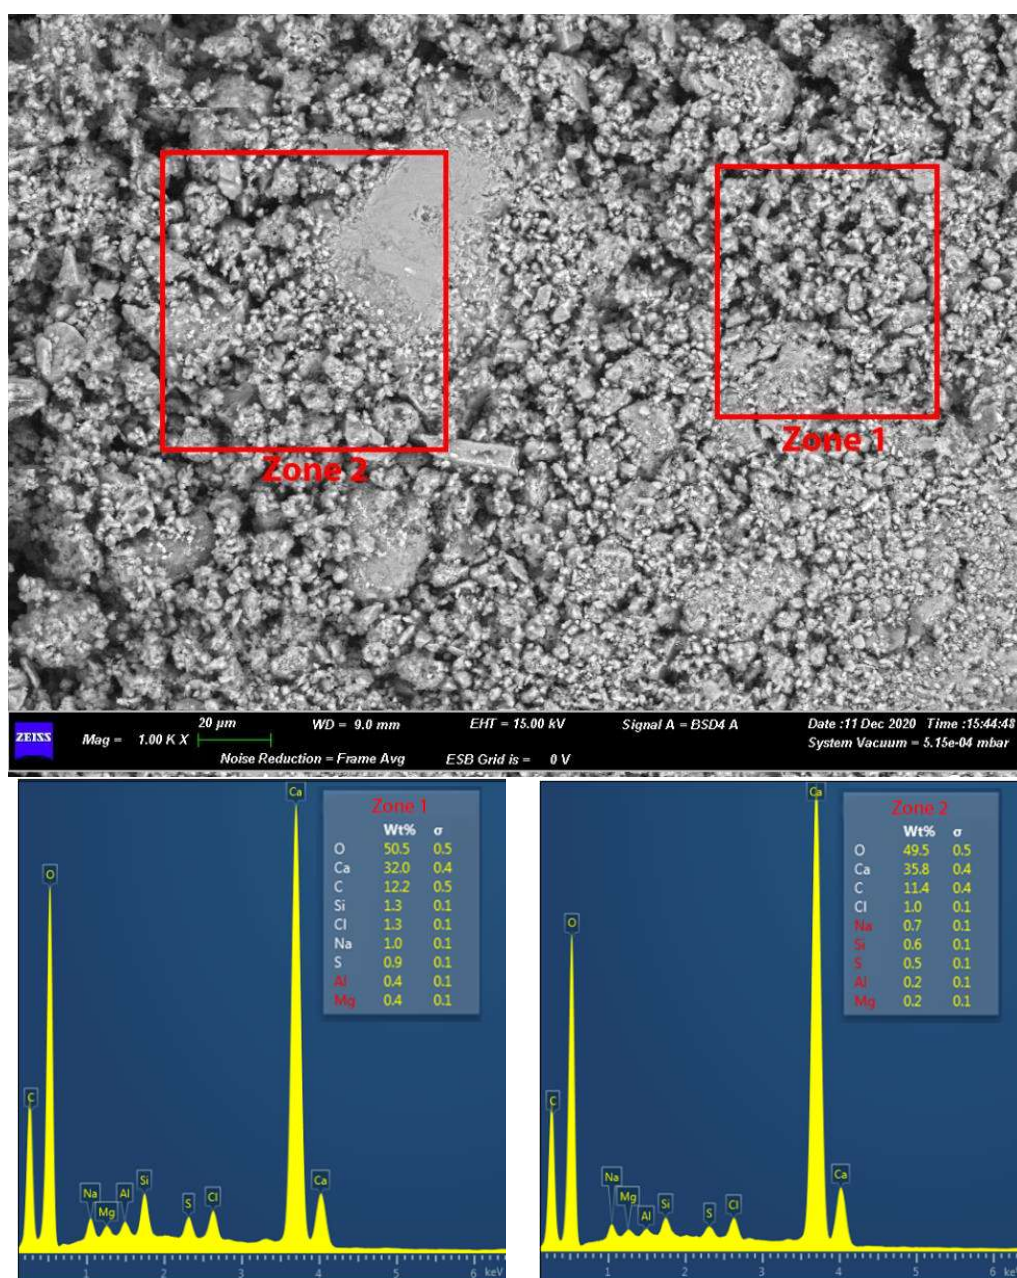 Zone 2
Zone 1
ZEISS
Mag = 1.00 K X
20 µm
WD = 9.0 mm
EHT = 15.00 kV
Signal A = BSD4 A
Date :11 Dec 2020 Time :15:44:48
Noise Reduction = Frame Avg
ESB Grid is = 0 V
System Vacuum = 5.15e-04 mbar
Zone 1
Wt% σ
O 50.5 0.5
Ca 32.0 0.4
C 12.2 0.5
Si 1.3 0.1
Cl 1.3 0.1
Na 1.0 0.1
S 0.9 0.1
Al 0.4 0.1
Mg 0.4 0.1
C
O
Na
Mg
Al
Si
S
Cl
Ca
Ca
1 2 3 4 5 6 keV
Zone 2
Wt% σ
O 49.5 0.5
Ca 35.8 0.4
C 11.4 0.4
Cl 1.0 0.1
Na 0.7 0.1
Si 0.6 0.1
S 0.5 0.1
Al 0.2 0.1
Mg 0.2 0.1
C
O
Na
Mg
Al
Si
S
Cl
Ca
Ca
1 2 3 4 5 6 keV